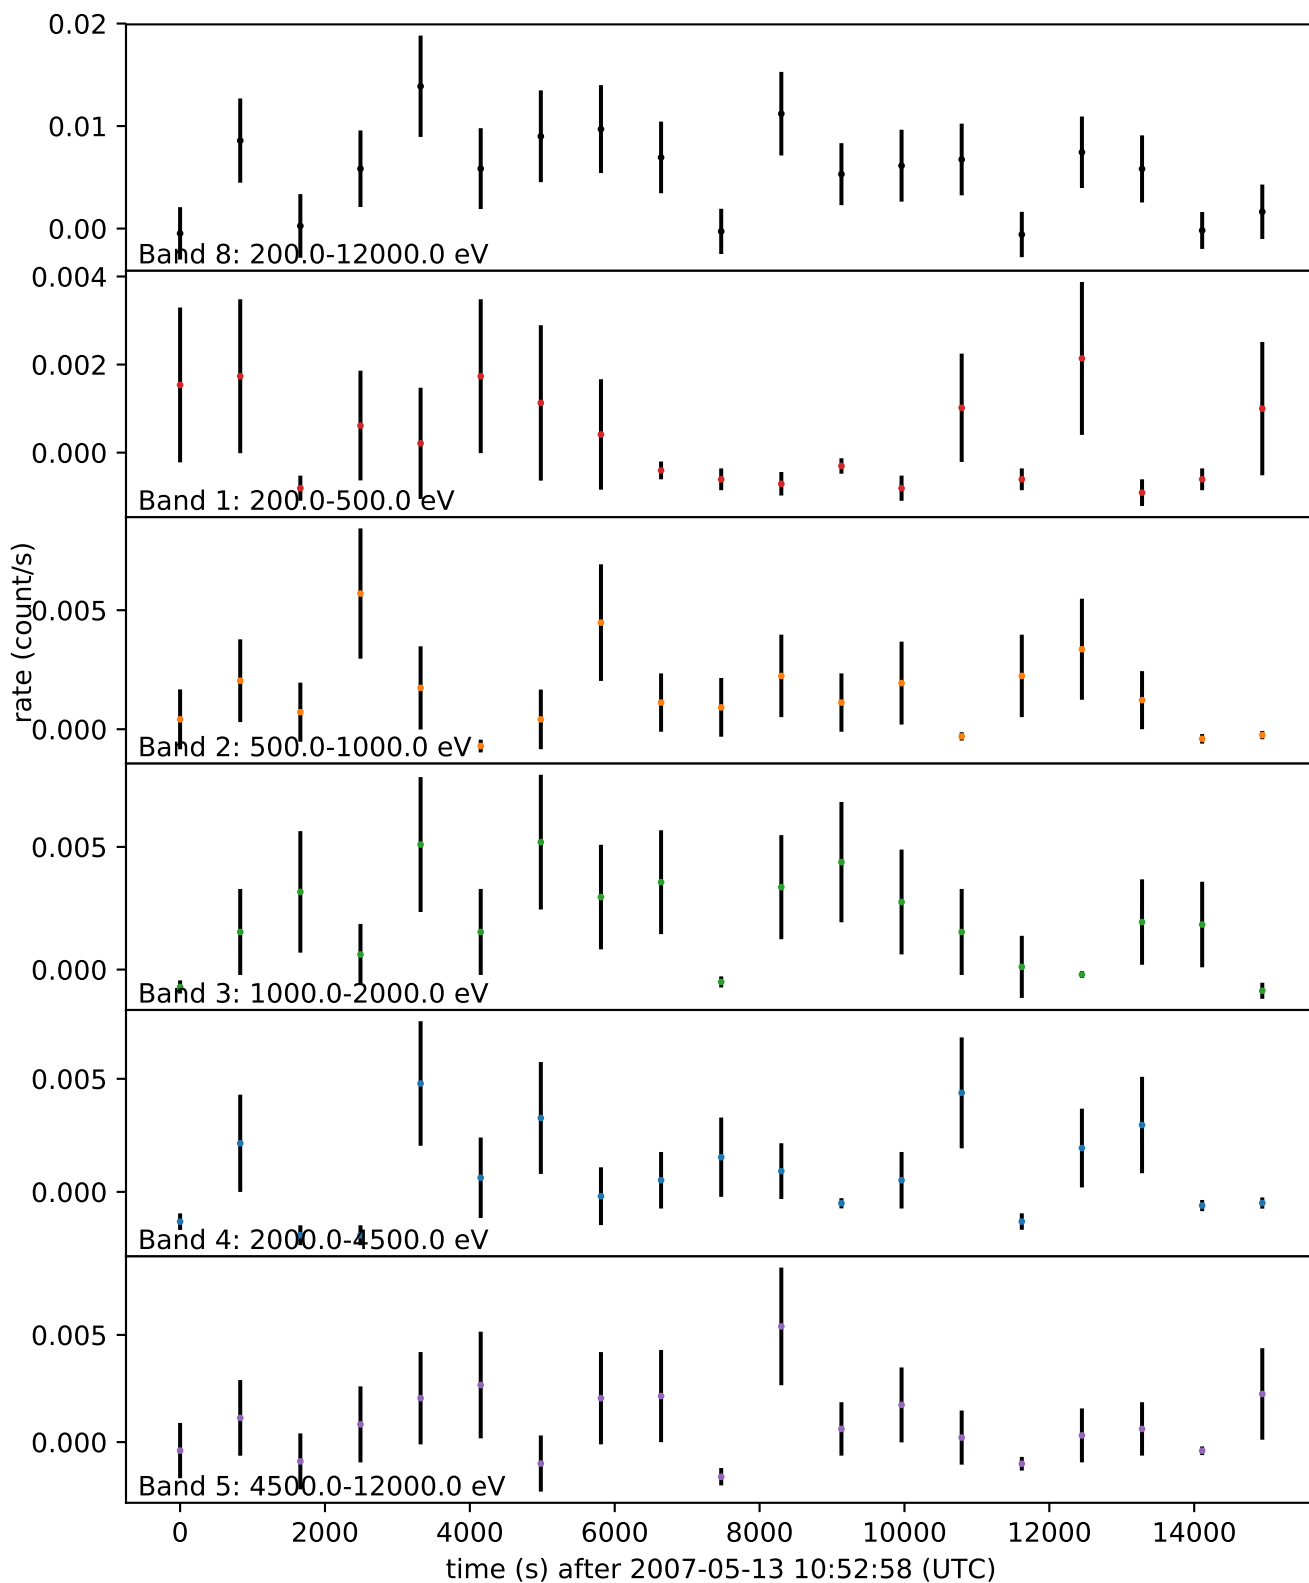 0.02
0.01
0.00
Band 8: 200.0-12000.0 eV
0.004
0.002
0.000
Band 1: 200.0-500.0 eV
rate (count/s)
0.005
0.000
Band 2: 500.0-1000.0 eV
0.005
0.000
Band 3: 1000.0-2000.0 eV
0.005
0.000
Band 4: 2000.0-4500.0 eV
0.005
0.000
Band 5: 4500.0-12000.0 eV
0 2000 4000 6000 8000 10000 12000 14000
time (s) after 2007-05-13 10:52:58 (UTC)